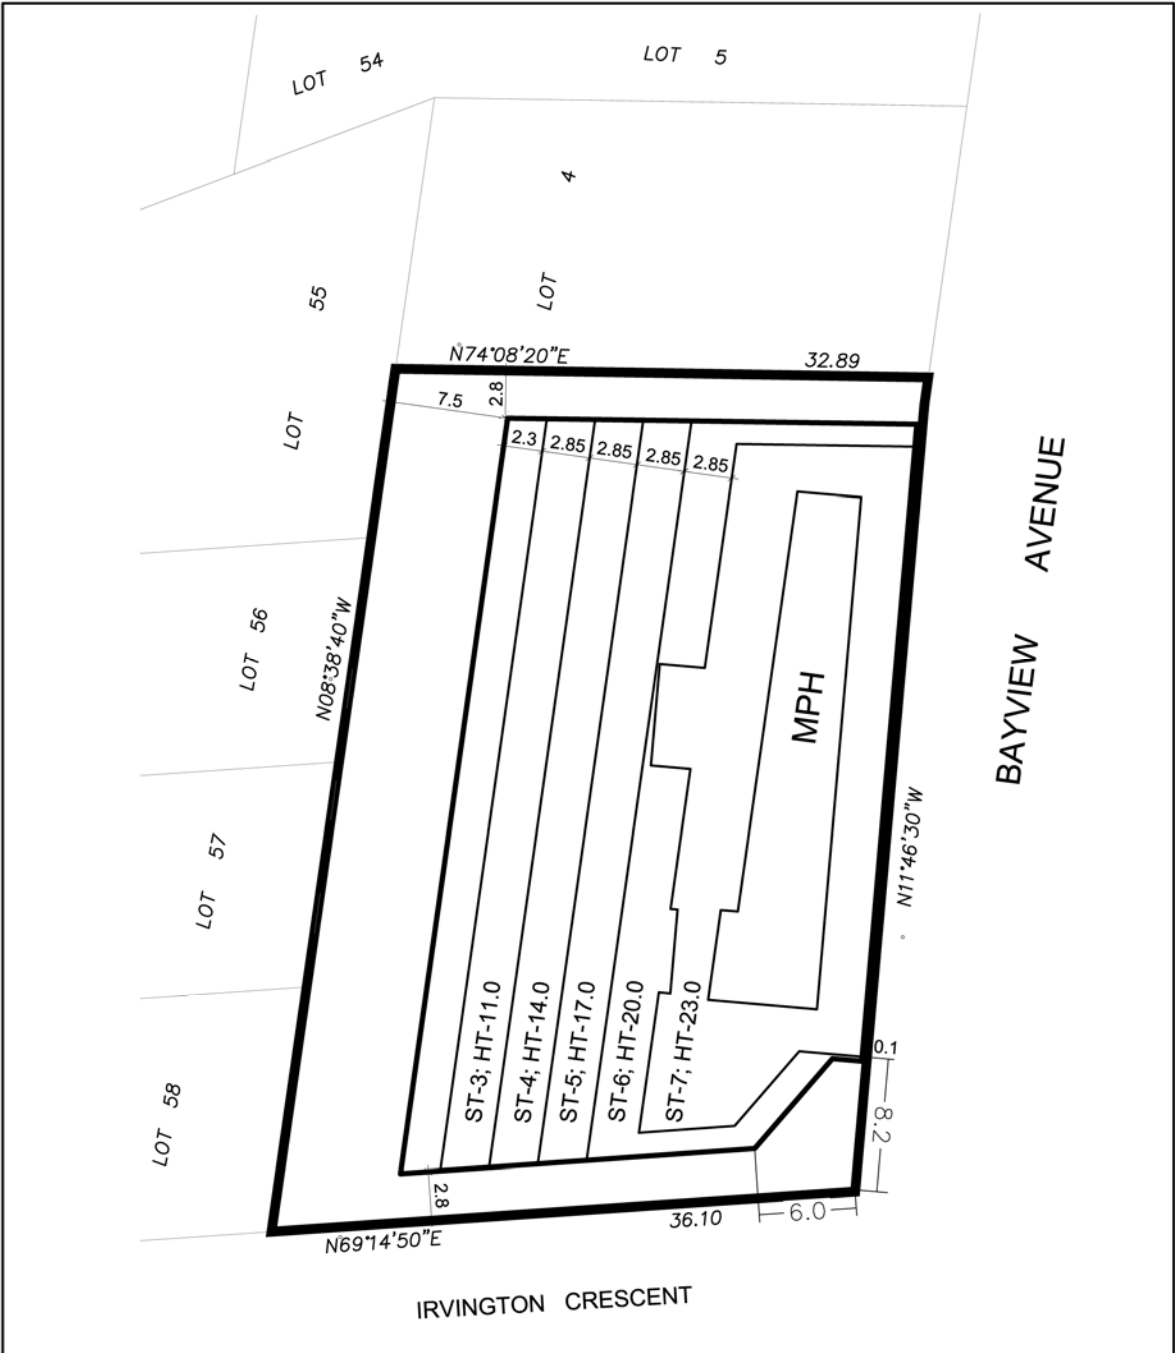 LOT 54
LOT 5
LOT 4
LOT 55
N74°08'20"E
32.89
7.5
2.8
2.3
2.85
2.85
2.85
2.85
BAYVIEW AVENUE
LOT 56
N08°38'40"W
MPH
N11°46'30"W
LOT 57
ST-3; HT-11.0
ST-4; HT-14.0
ST-5; HT-17.0
ST-6; HT-20.0
ST-7; HT-23.0
0.1
8.2
LOT 58
2.8
6.0
36.10
N69°14'50"E
IRVINGTON CRESCENT